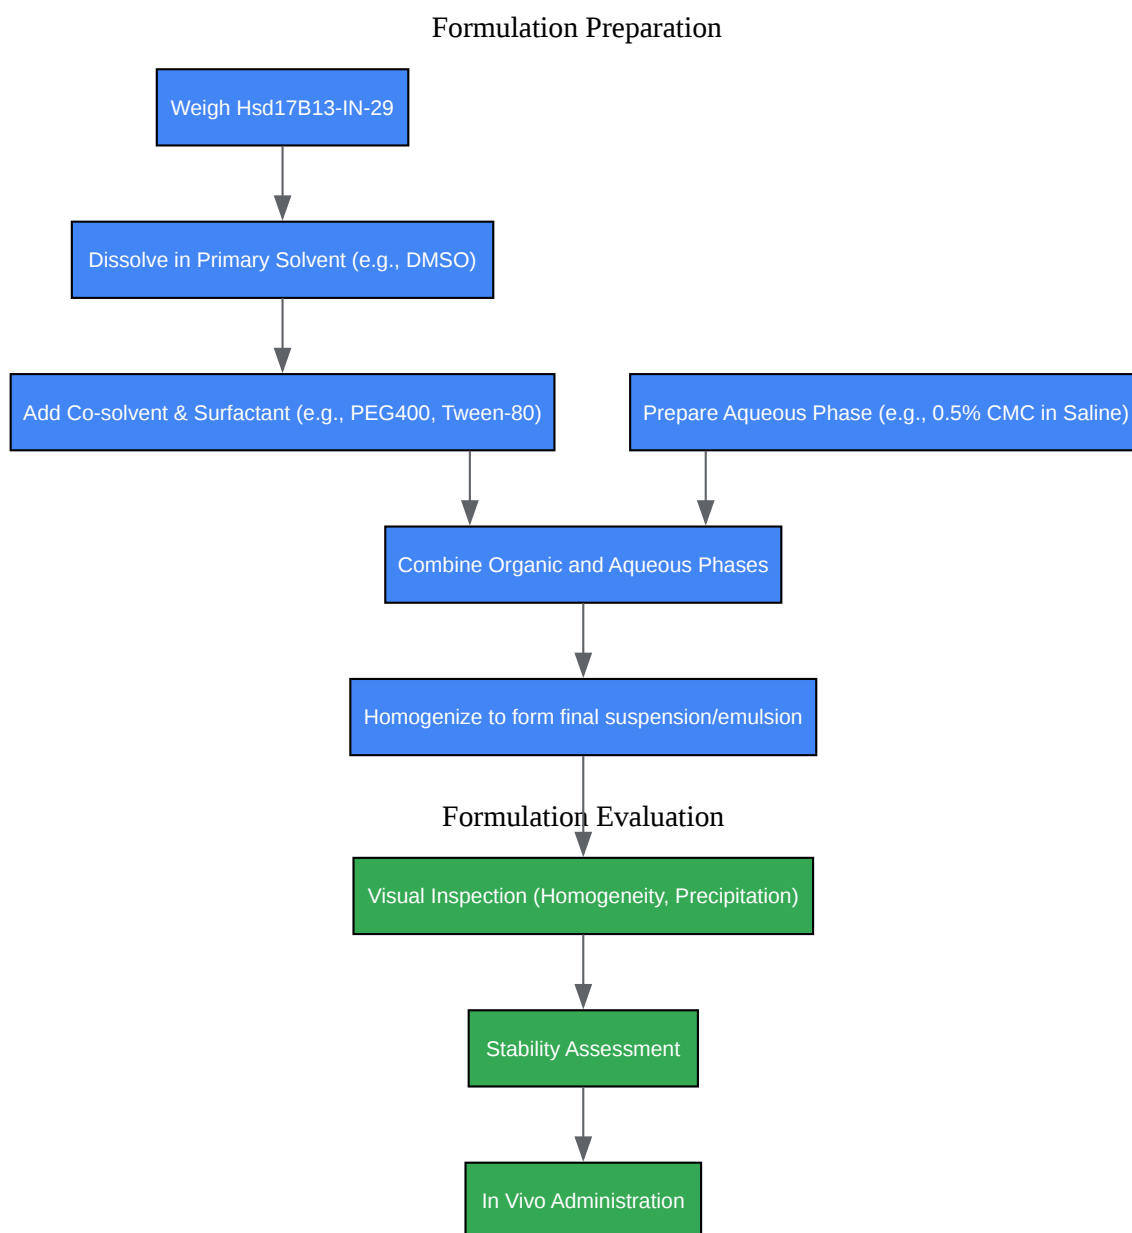 Formulation Preparation
Weigh Hsd17B13-IN-29
Dissolve in Primary Solvent (e.g., DMSO)
Add Co-solvent & Surfactant (e.g., PEG400, Tween-80)
Prepare Aqueous Phase (e.g., 0.5% CMC in Saline)
Combine Organic and Aqueous Phases
Homogenize to form final suspension/emulsion
Formulation Evaluation
Visual Inspection (Homogeneity, Precipitation)
Stability Assessment
In Vivo Administration